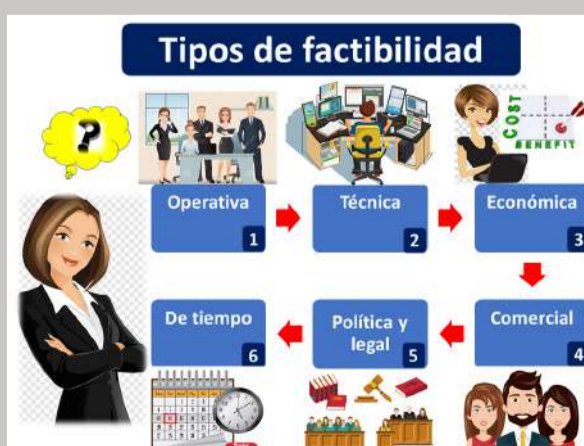 Tipos de factibilidad
?
COST
BENEFIT
Operativa
1
Técnica
2
Económica
3
De tiempo
6
Política y
legal
5
Comercial
4